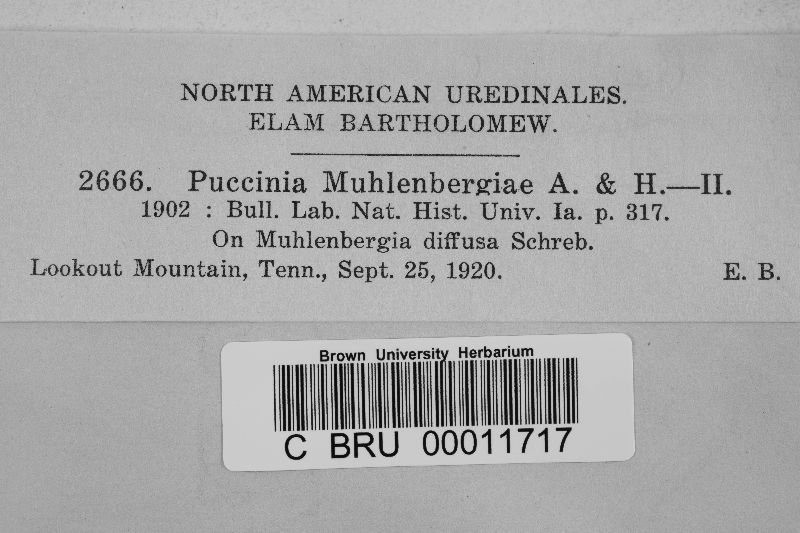 NORTH AMERICAN UREDINALES.
ELAM BARTHOLOMEW.
2666. Puccinia Muhlenbergiae A. & H.—II.
1902 : Bull. Lab. Nat. Hist. Univ. Ia. p. 317.
On Muhlenbergia diffusa Schreb.
Lookout Mountain, Tenn., Sept. 25, 1920. E. B.
Brown University Herbarium
C BRU 00011717